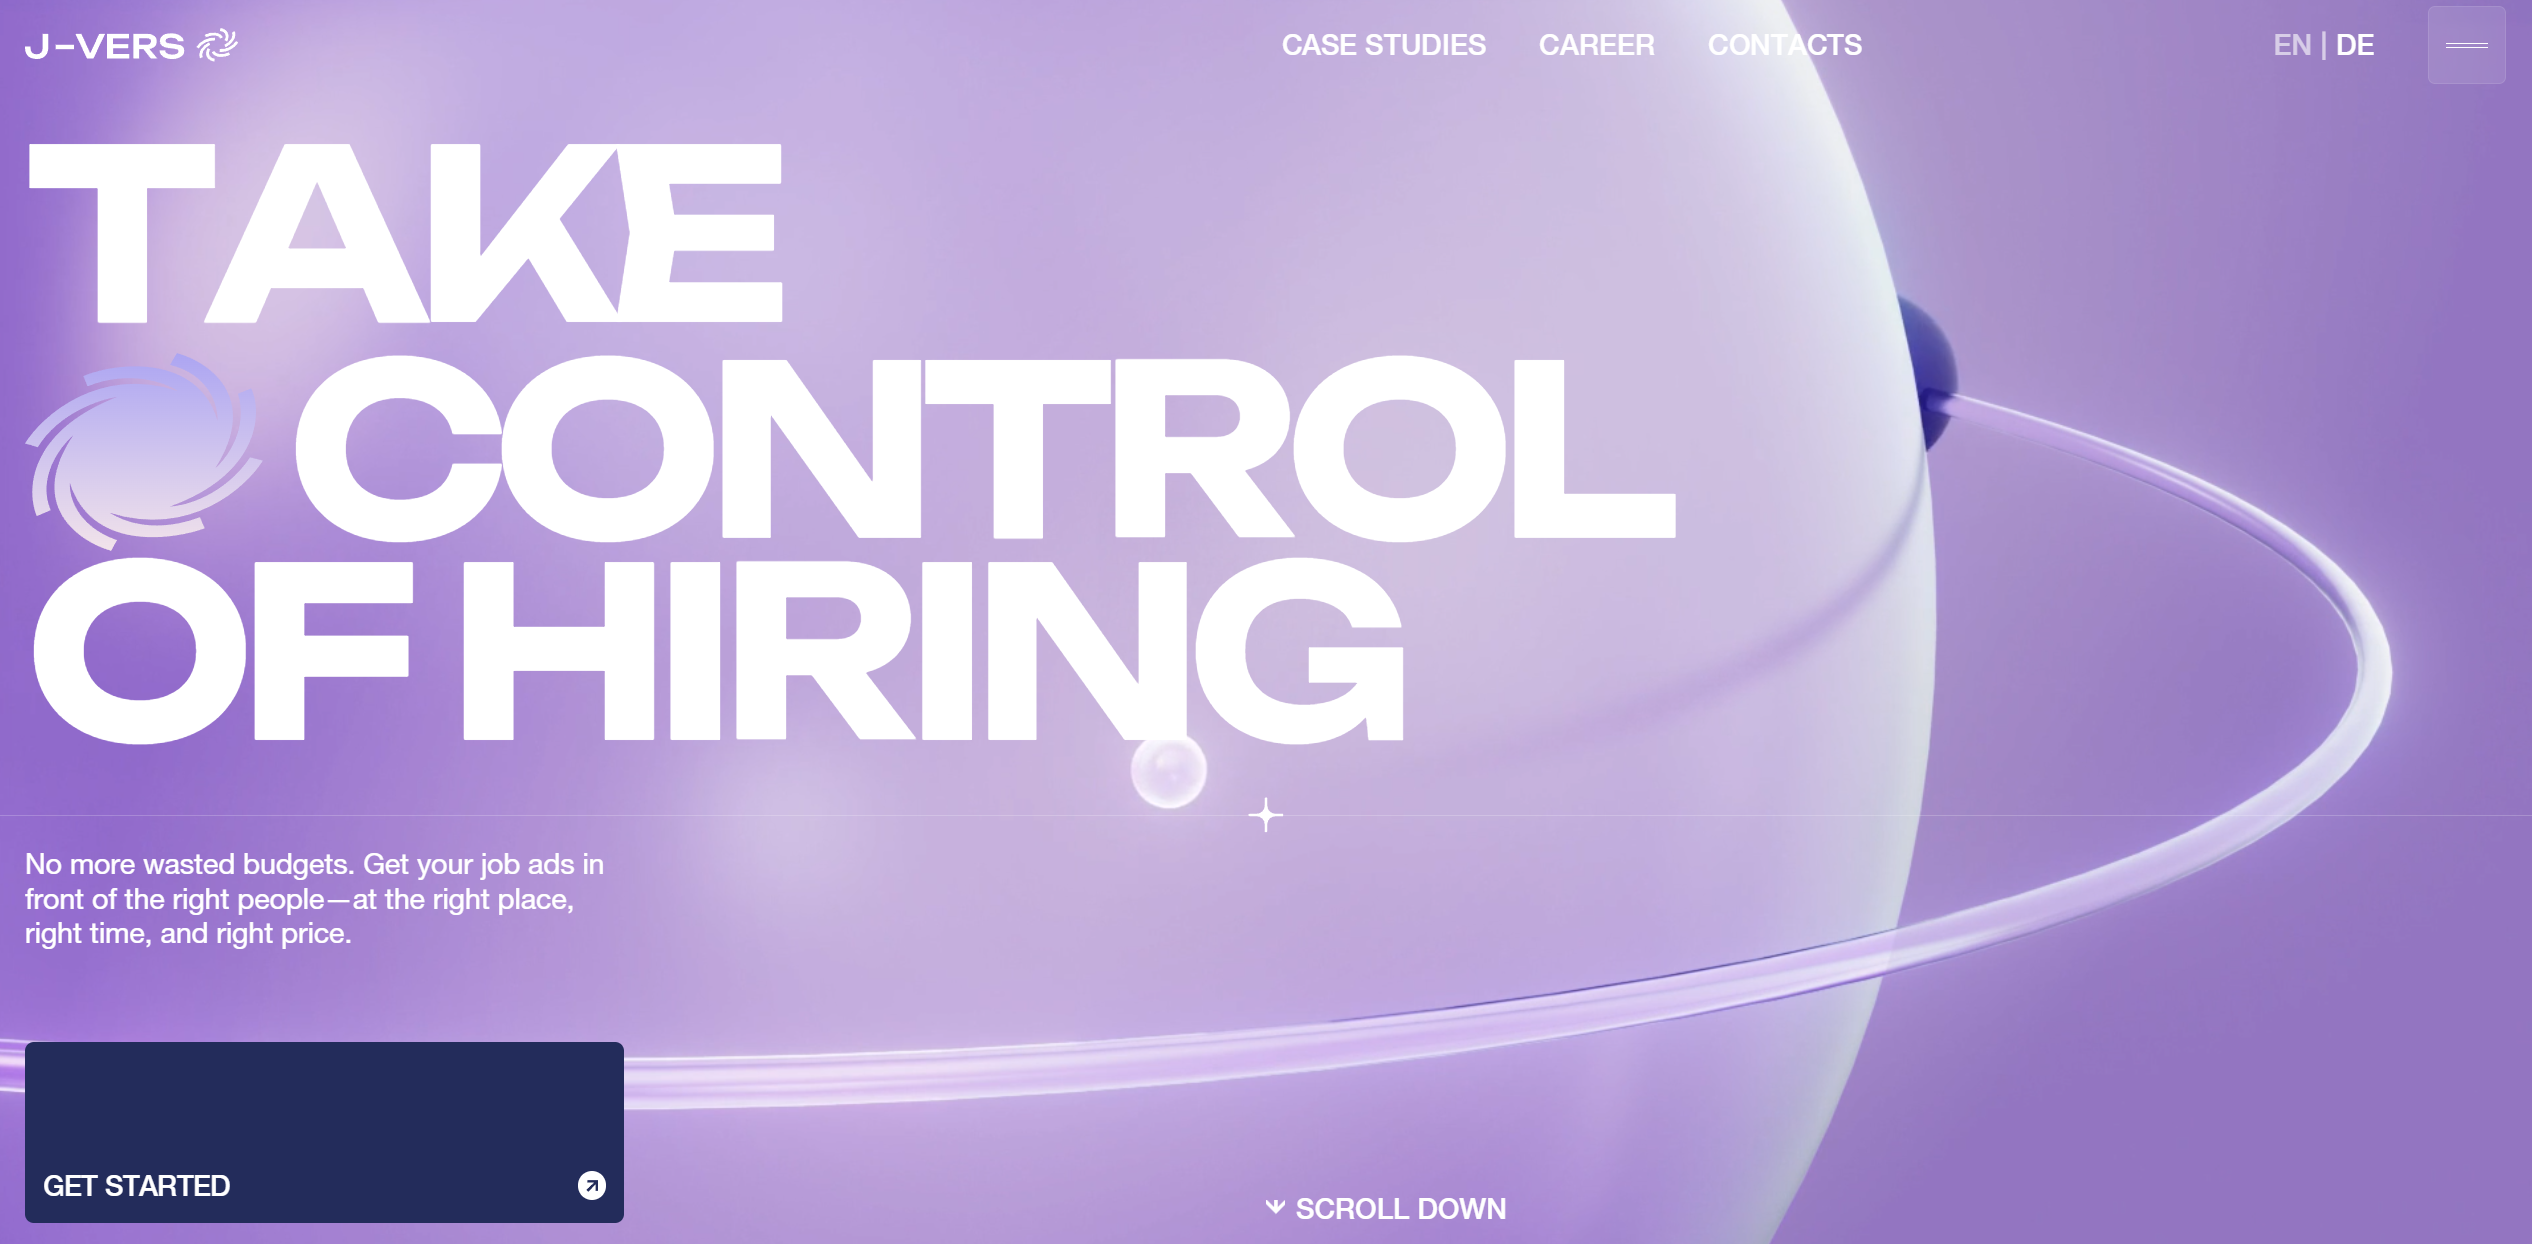 J-VERS
CASE STUDIES
CAREER
CONTACTS
EN | DE
TAKE
CONTROL
OF HIRING
No more wasted budgets. Get your job ads in
front of the right people—at the right place,
right time, and right price.
GET STARTED
SCROLL DOWN